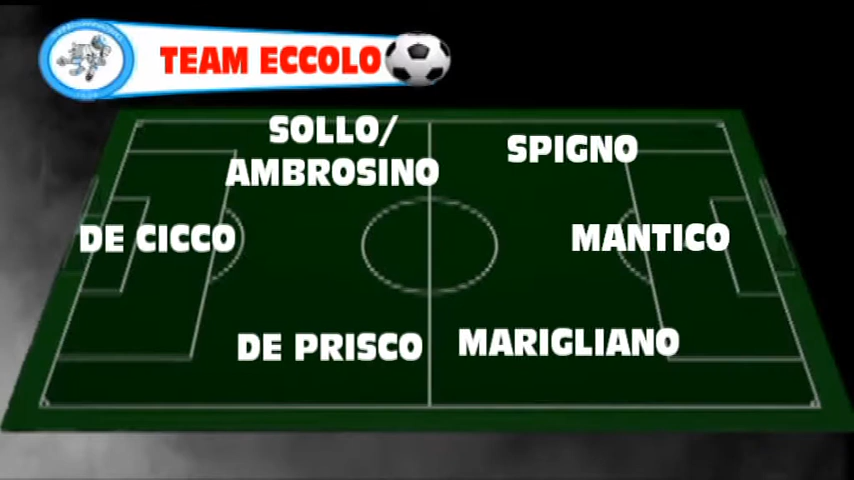 TEAM ECCOLO
SOLLO/
AMBROSINO
SPIGNO
DE CICCO
MANTICO
DE PRISCO
MARIGLIANO